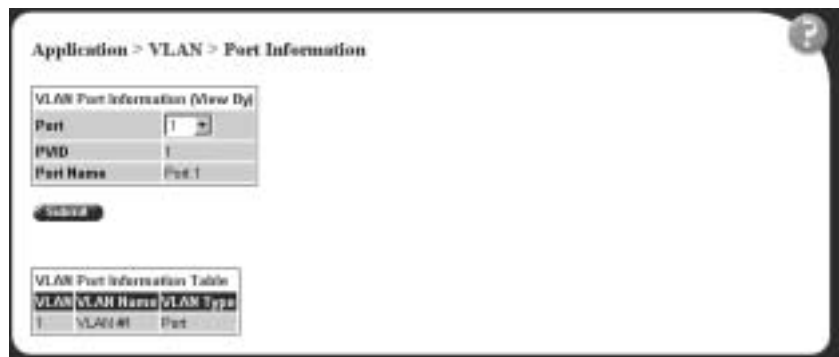 Application > VLAN > Port Information
VLAN Port Information (View By)
Port 1
PVID 1
Port Name Port 1
Submit
VLAN Port Information Table
VLAN VLAN Name VLAN Type
1 VLAN #1 Port
?